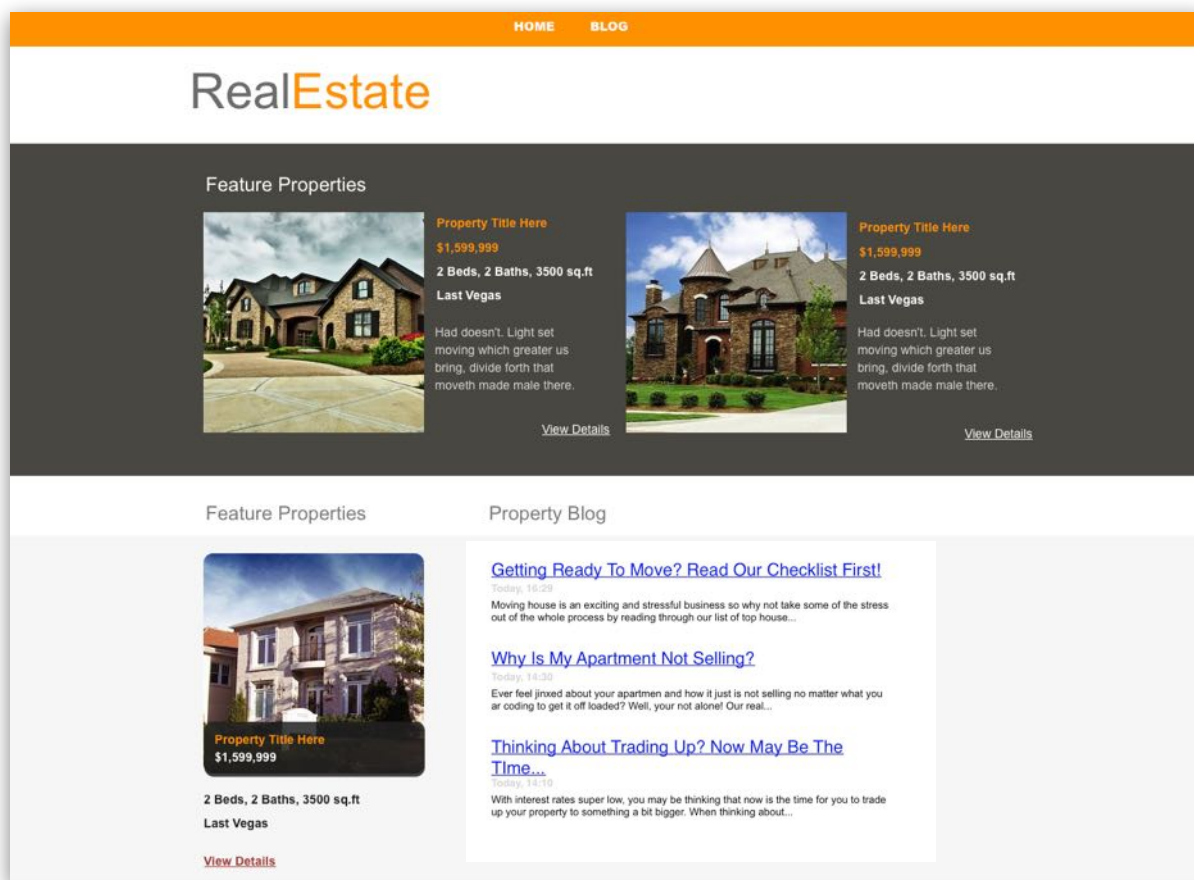 HOME BLOG
RealEstate
Feature Properties
Property Title Here
$1,599,999
2 Beds, 2 Baths, 3500 sq.ft
Last Vegas
Had doesn't. Light set
moving which greater us
bring, divide forth that
moveth made male there.
View Details
Property Title Here
$1,599,999
2 Beds, 2 Baths, 3500 sq.ft
Last Vegas
Had doesn't. Light set
moving which greater us
bring, divide forth that
moveth made male there.
View Details
Feature Properties
Property Title Here
$1,599,999
2 Beds, 2 Baths, 3500 sq.ft
Last Vegas
View Details
Property Blog
Getting Ready To Move? Read Our Checklist First!
Today, 16:29
Moving house is an exciting and stressful business so why not take some of the stress
out of the whole process by reading through our list of top house...
Why Is My Apartment Not Selling?
Today, 14:30
Ever feel jinxed about your apartmen and how it just is not selling no matter what you
ar coding to get it off loaded? Well, your not alone! Our real...
Thinking About Trading Up? Now May Be The
TIme...
Today, 14:10
With interest rates super low, you may be thinking that now is the time for you to trade
up your property to something a bit bigger. When thinking about...